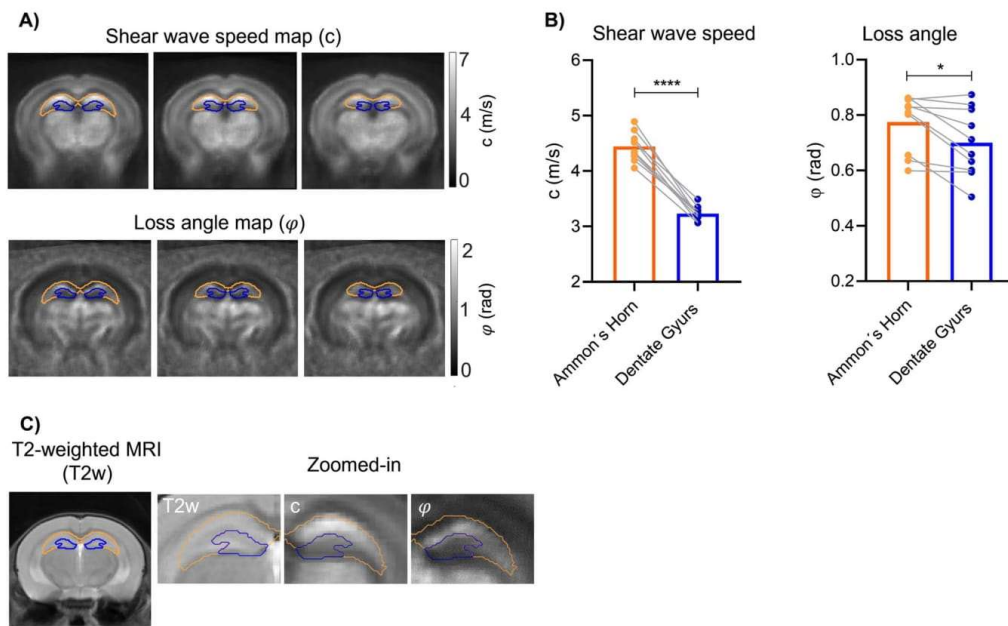 A)
Shear wave speed map (c)
7
4
0
c (m/s)
Loss angle map (φ)
2
1
0
φ (rad)
B)
Shear wave speed
****
6
5
4
3
2
c (m/s)
Ammon´s Horn
Dentate Gyurs
Loss angle
*
1.0
0.8
0.6
0.4
0.2
φ (rad)
Ammon´s Horn
Dentate Gyurs
C)
T2-weighted MRI
(T2w)
Zoomed-in
T2w
c
φ